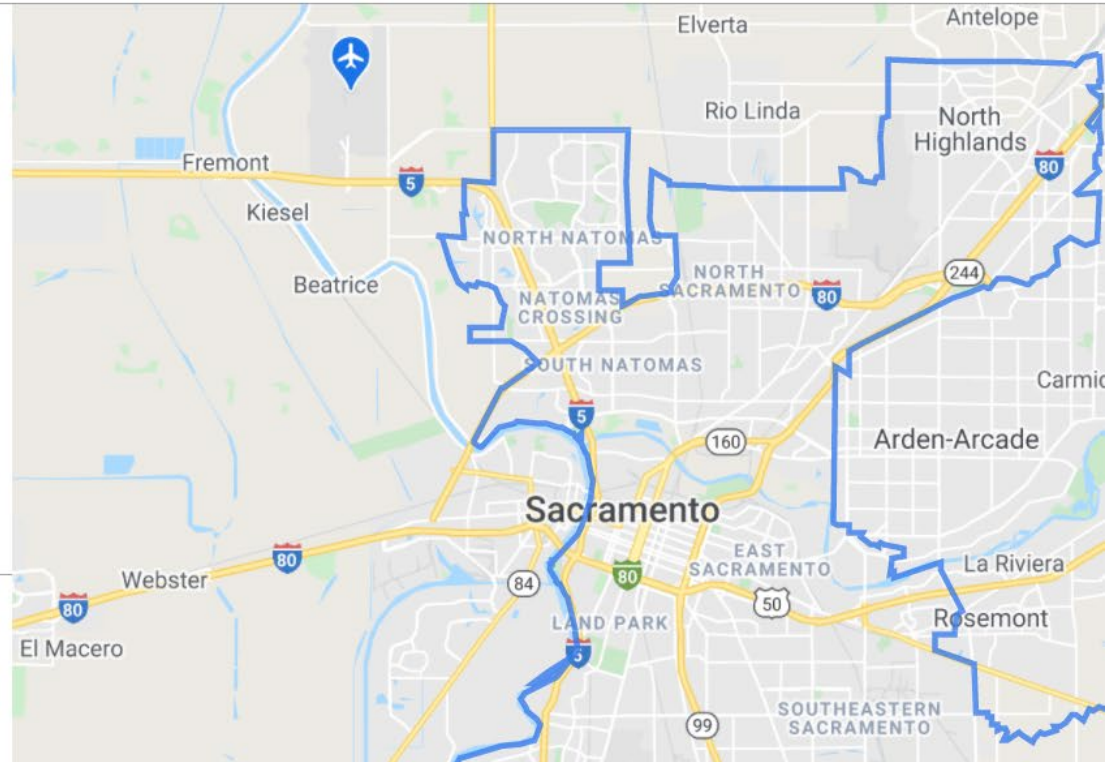 Elverta
Antelope
Rio Linda
North
Highlands
80
Fremont
5
Kiesel
NORTH NATOMAS
Beatrice
244
NORTH
SACRAMENTO
80
NATOMAS
CROSSING
SOUTH NATOMAS
Carmic
5
160
Arden-Arcade
Sacramento
EAST
SACRAMENTO
La Riviera
80
Webster
84
80
50
80
LAND PARK
Rosemont
El Macero
5
SOUTHEASTERN
SACRAMENTO
99